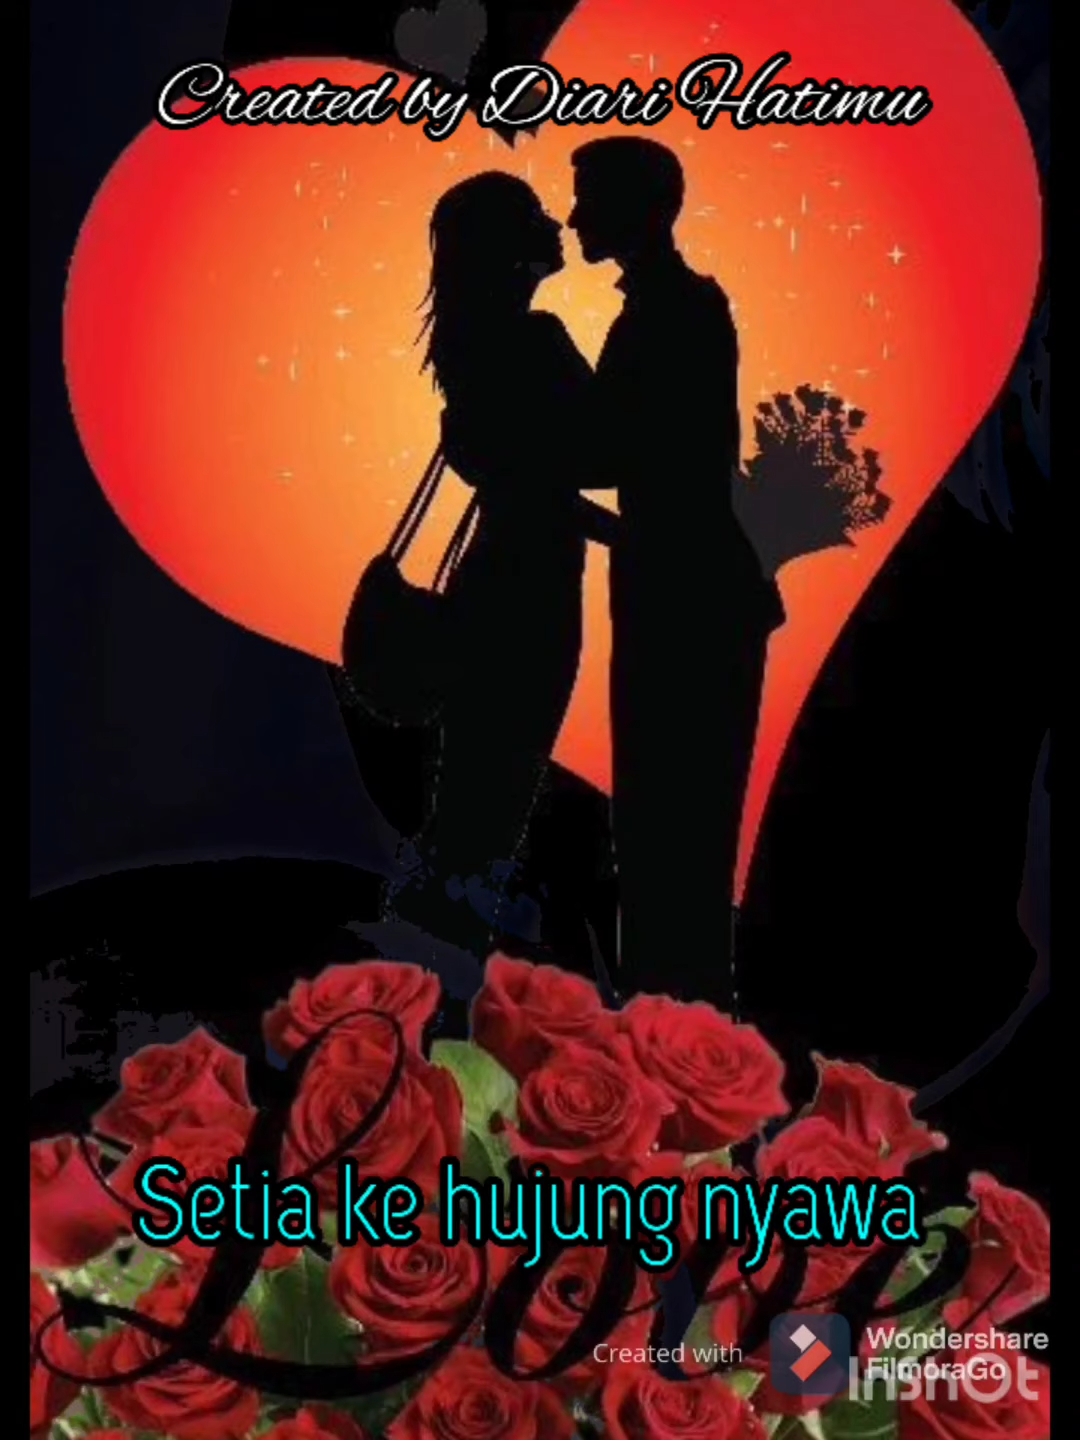 Created by Diari Hatimu
Setia ke hujung nyawa
Love
Created with
Wondershare
FilmoraGo
InShOt